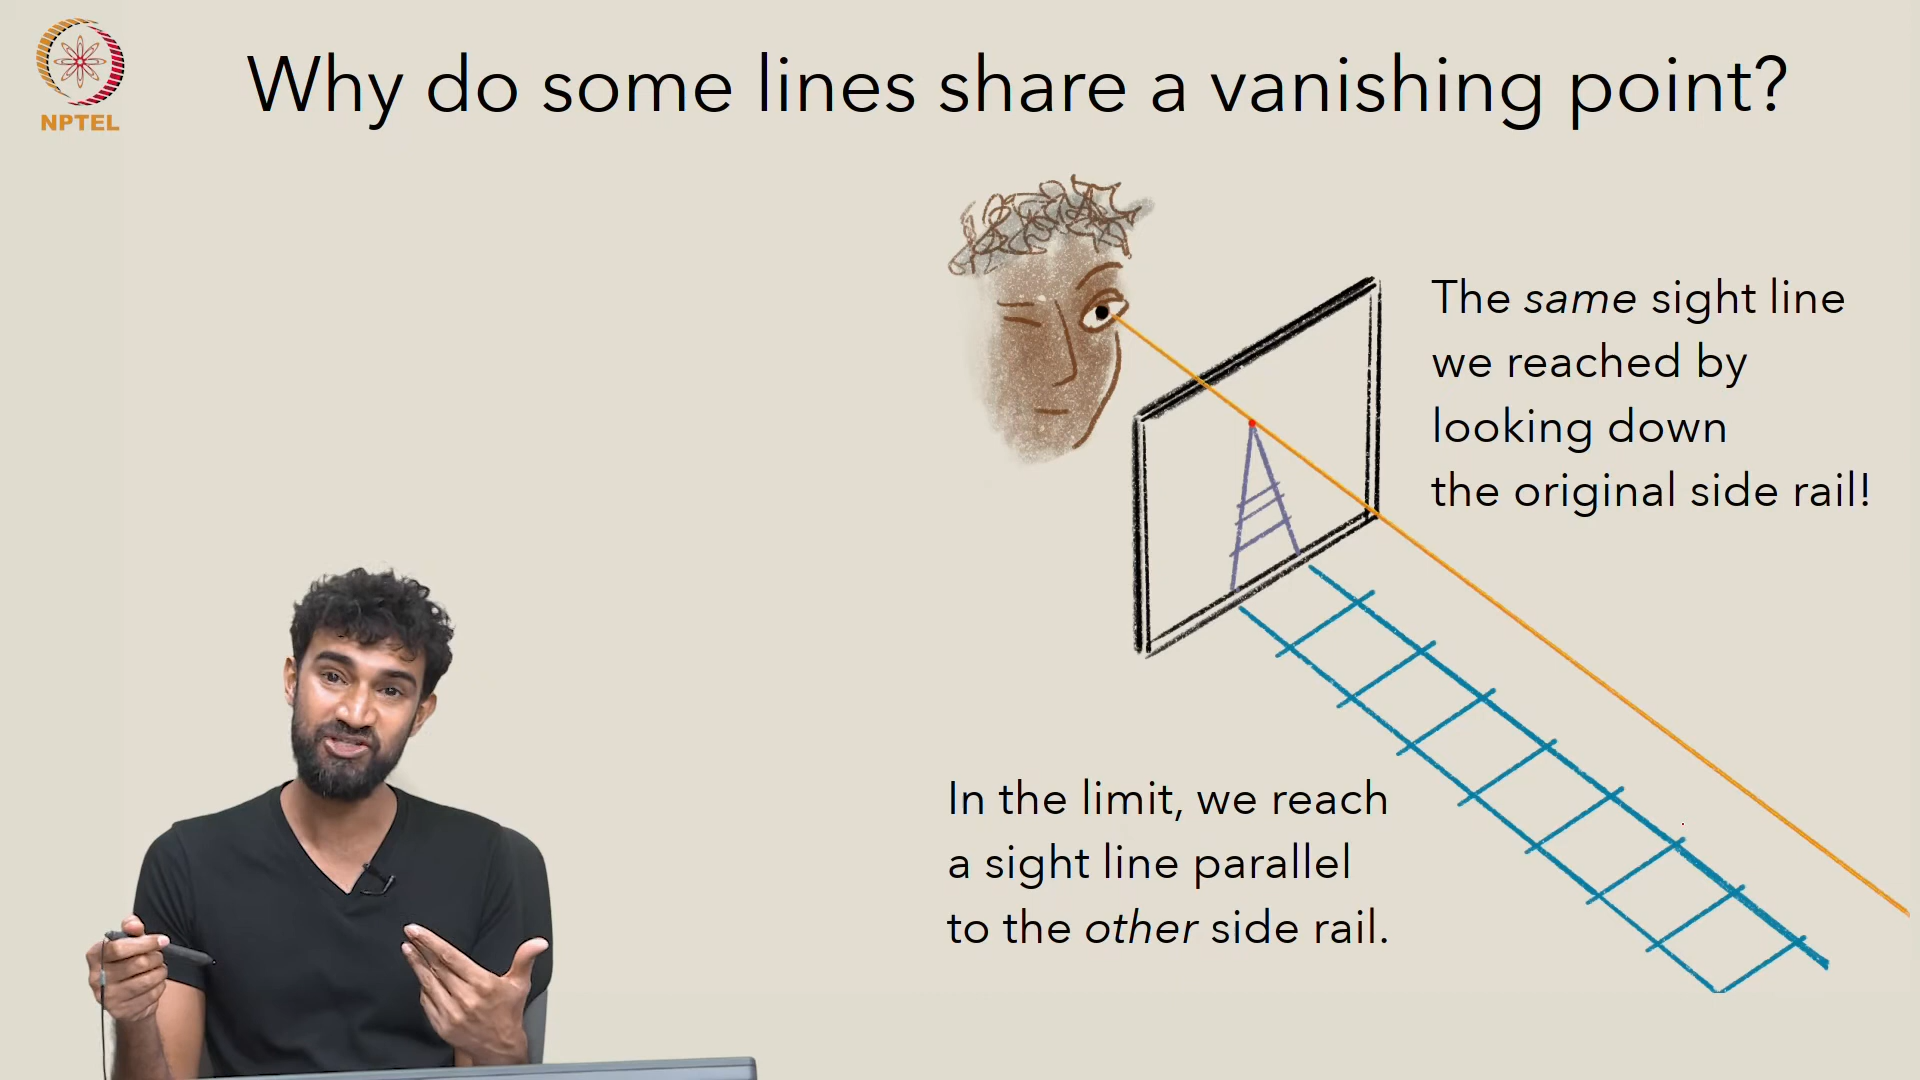 NPTEL
Why do some lines share a vanishing point?
The same sight line
we reached by
looking down
the original side rail!
In the limit, we reach
a sight line parallel
to the other side rail.